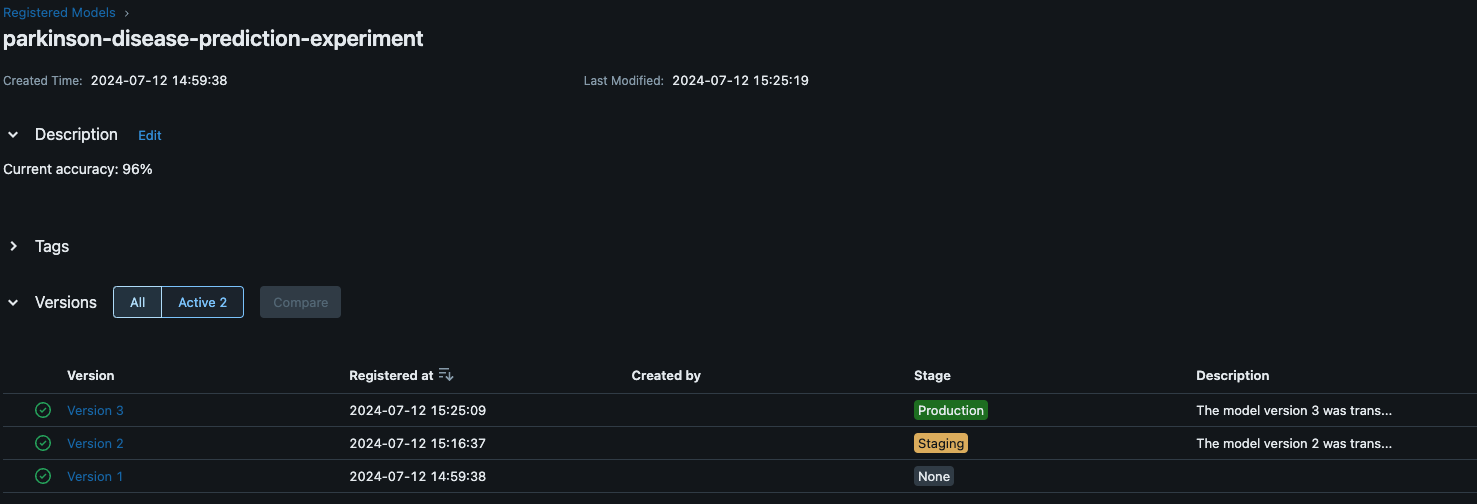 Registered Models ›
parkinson-disease-prediction-experiment
Created Time: 2024-07-12 14:59:38 Last Modified: 2024-07-12 15:25:19
Description Edit
Current accuracy: 96%
Tags
Versions All Active 2 Compare
Version Registered at Created by Stage Description
Version 3 2024-07-12 15:25:09 Production The model version 3 was trans...
Version 2 2024-07-12 15:16:37 Staging The model version 2 was trans...
Version 1 2024-07-12 14:59:38 None